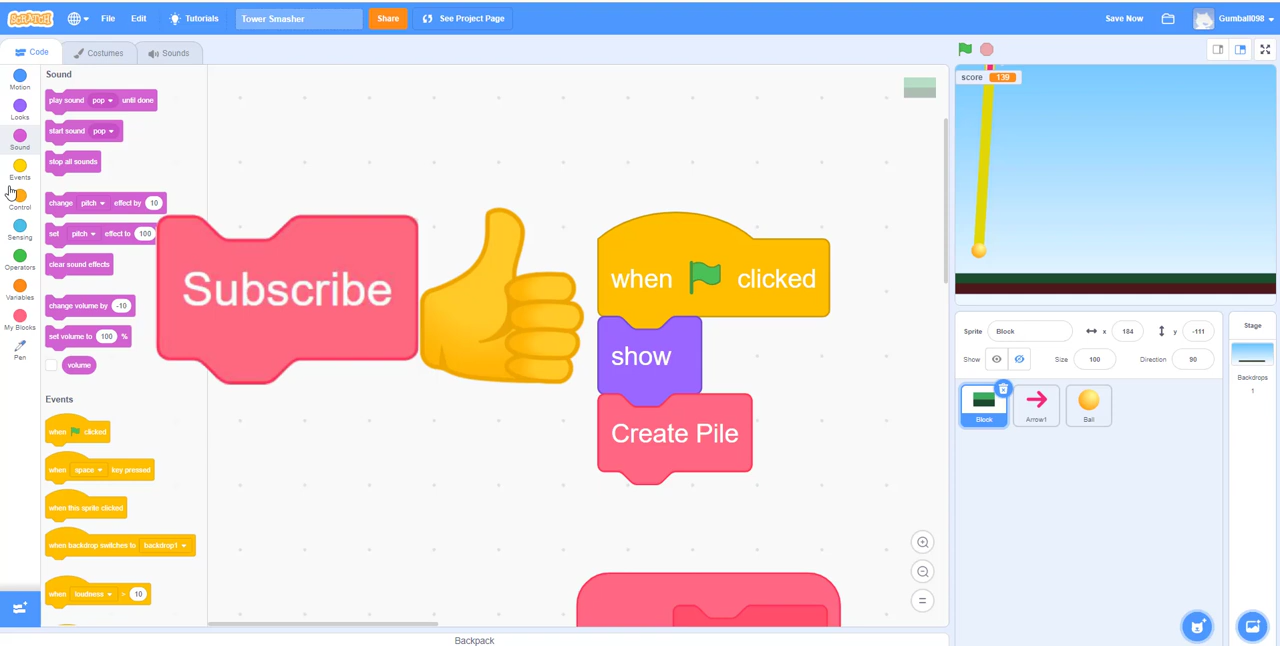 SCRATCH File Edit Tutorials Tower Smasher Share See Project Page Save Now Gumball098
Code Costumes Sounds
Motion
Looks
Sound
Events
Control
Sensing
Operators
Variables
My Blocks
Pen
Sound
play sound pop until done
start sound pop
stop all sounds
change pitch effect by 10
set pitch effect to 100
clear sound effects
change volume by -10
set volume to 100 %
volume
Events
when clicked
when space key pressed
when this sprite clicked
when backdrop switches to backdrop1
when loudness > 10
Subscribe
when clicked
show
Create Pile
Backpack
score 139
Sprite Block x 184 y -111
Show Size 100 Direction 90
Block Arrow1 Ball
Stage
Backdrops
1